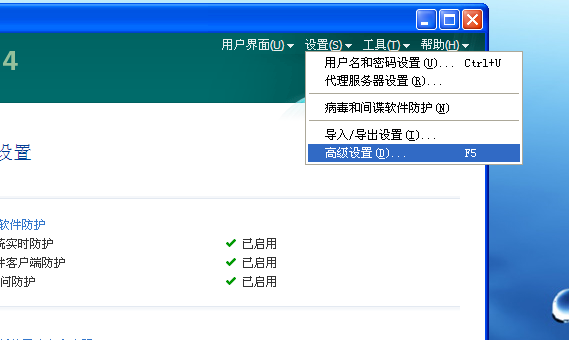 4
用户界面(U) 设置(S) 工具(T) 帮助(H)
用户名和密码设置(U)... Ctrl+U
代理服务器设置(R)...
病毒和间谍软件防护(N)
导入/导出设置(I)...
高级设置(D)... F5
设置
软件防护
统实时防护 已启用
件客户端防护 已启用
问防护 已启用